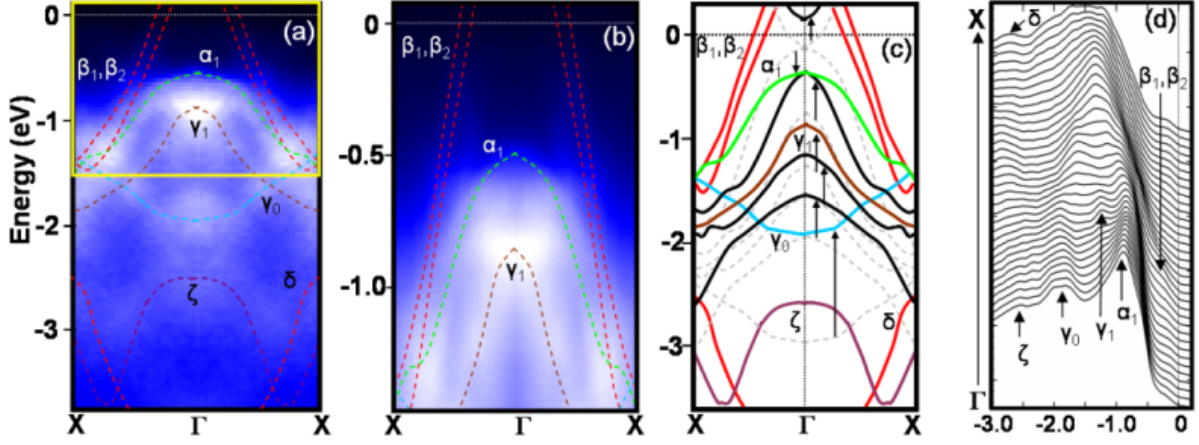 (a)
0
β₁,β₂
α₁
-1
γ₁
γ₀
-2
ζ
δ
-3
Energy (eV)
X Γ X
(b)
0
β₁,β₂
α₁
-0.5
γ₁
-1.0
X Γ X
(c)
0
β₁,β₂
α₁
-1
γ₁
-2
γ₀
ζ
δ
-3
X Γ X
(d)
X
δ
β₁,β₂
ζ
γ₀
γ₁
α₁
Γ
-3.0 -2.0 -1.0 0